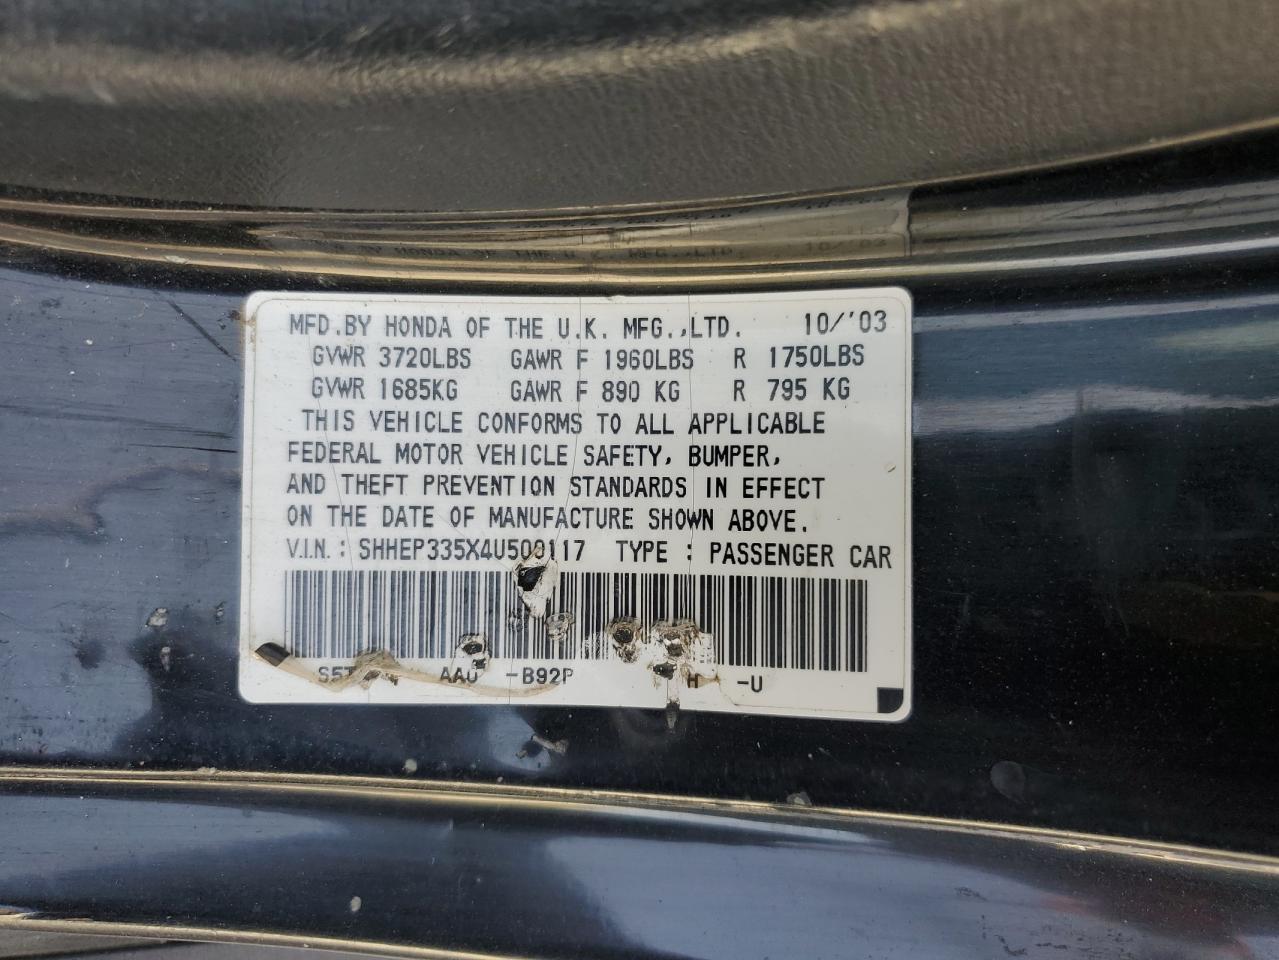 MFD.BY HONDA OF THE U.K. MFG.,LTD. 10/'03
GVWR 3720LBS GAWR F 1960LBS R 1750LBS
GVWR 1685KG GAWR F 890 KG R 795 KG
THIS VEHICLE CONFORMS TO ALL APPLICABLE
FEDERAL MOTOR VEHICLE SAFETY, BUMPER,
AND THEFT PREVENTION STANDARDS IN EFFECT
ON THE DATE OF MANUFACTURE SHOWN ABOVE.
V.I.N.: SHHEP335X4U500117 TYPE : PASSENGER CAR
-B92P -U